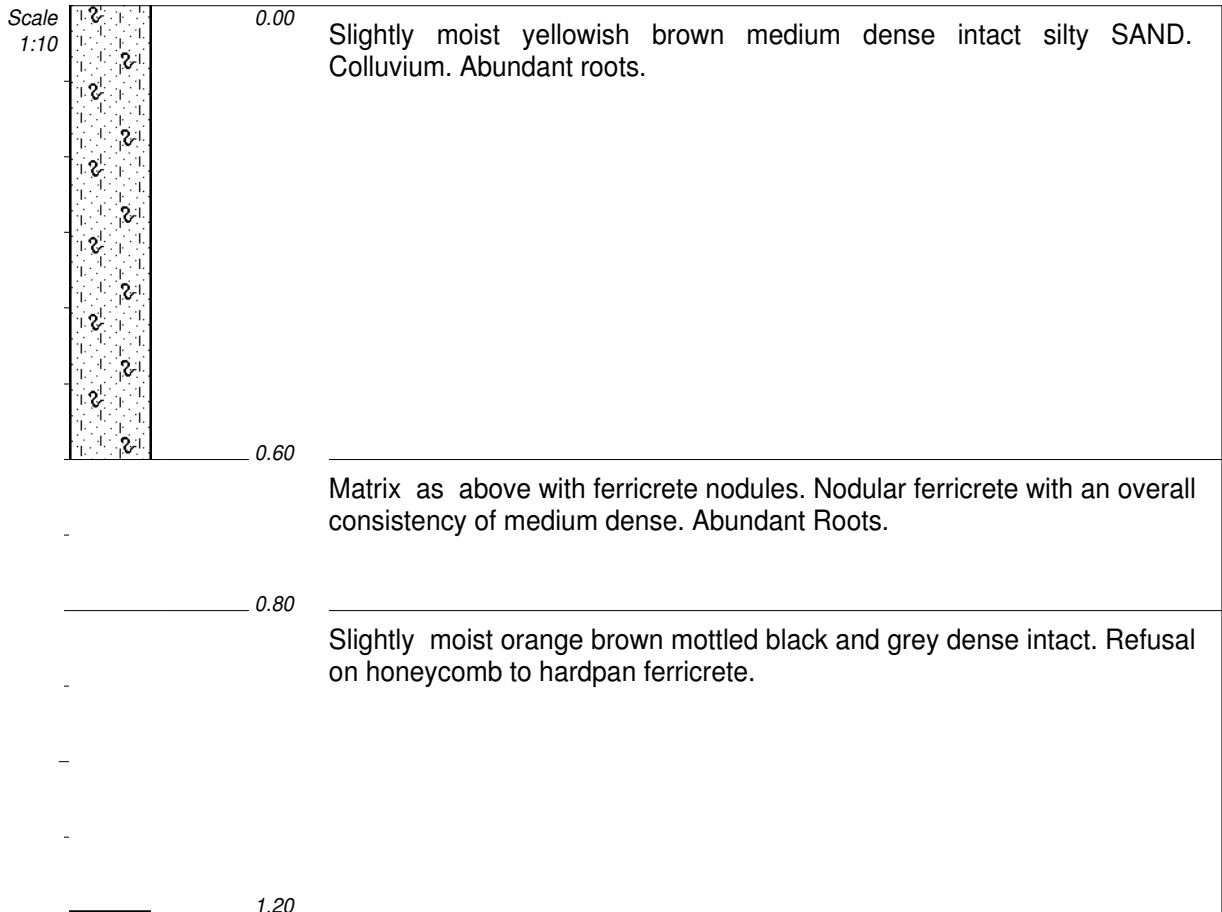 Scale
1:10
0.00
Slightly moist yellowish brown medium dense intact silty SAND.
Colluvium. Abundant roots.
0.60
Matrix as above with ferricrete nodules. Nodular ferricrete with an overall
consistency of medium dense. Abundant Roots.
0.80
Slightly moist orange brown mottled black and grey dense intact. Refusal
on honeycomb to hardpan ferricrete.
1.20